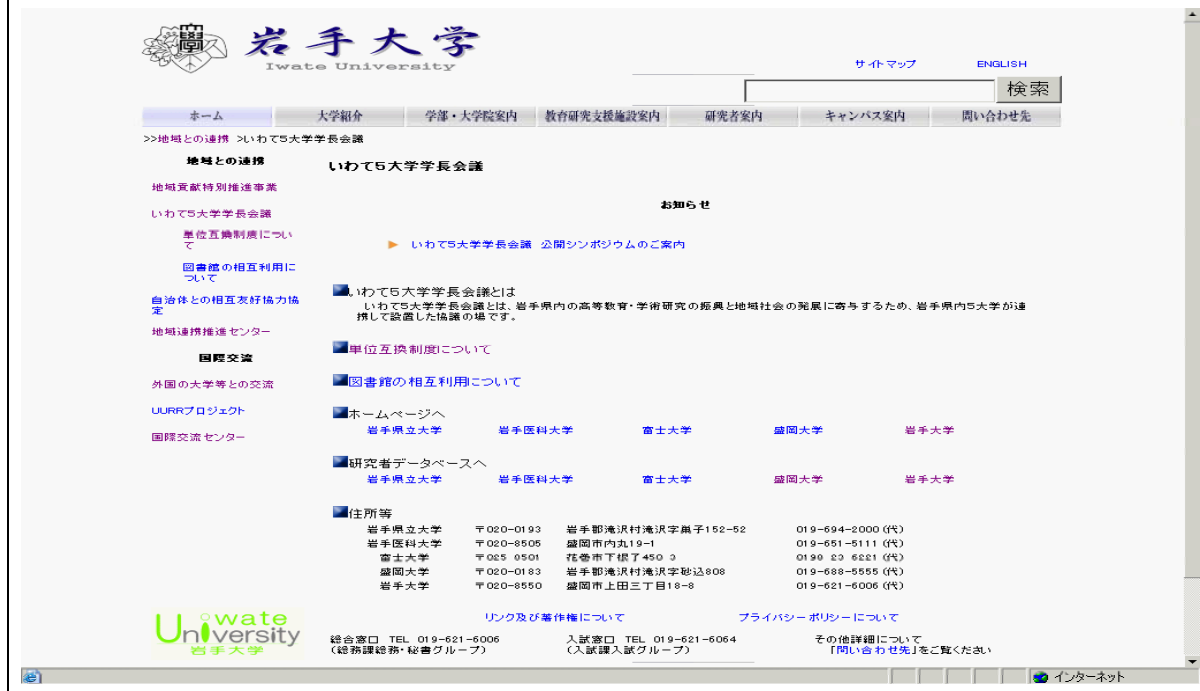 岩手大学
Iwate University
サイトマップ ENGLISH
検索
ホーム 大学紹介 学部・大学院案内 教育研究支援施設案内 研究者案内 キャンパス案内 問い合わせ先
>>地域との連携 >いわて5大学学長会議
地域との連携
地域貢献特別推進事業
いわて5大学学長会議
単位互換制度につい
て
図書館の相互利用に
ついて
自治体との相互友好協力協
定
地域連携推進センター
国際交流
外国の大学等との交流
UURRプロジェクト
国際交流センター
いわて5大学学長会議
お知らせ
いわて5大学学長会議 公開シンポジウムのご案内
いわて5大学学長会議とは
いわて5大学学長会議とは、岩手県内の高等教育・学術研究の振興と地域社会の発展に寄与するため、岩手県内5大学が連
携して設置した協議の場です。
単位互換制度について
図書館の相互利用について
ホームページへ
岩手県立大学 岩手医科大学 富士大学 盛岡大学 岩手大学
研究者データベースへ
岩手県立大学 岩手医科大学 富士大学 盛岡大学 岩手大学
住所等
岩手県立大学 〒020-0193 岩手郡滝沢村滝沢字巣子152-52 019-694-2000(代)
岩手医科大学 〒020-8505 盛岡市内丸19-1 019-651-5111(代)
富士大学 〒025-0501 花巻市下根子450-3 0198-23-6221(代)
盛岡大学 〒020-0183 岩手郡滝沢村滝沢字砂込808 019-688-5555(代)
岩手大学 〒020-8550 盛岡市上田三丁目18-8 019-621-6006(代)
Iwate
University
岩手大学
リンク及び著作権について プライバシーポリシーについて
総合窓口 TEL 019-621-6006 入試窓口 TEL 019-621-6064 その他詳細について
(総務課総務・秘書グループ) (入試課入試グループ) 「問い合わせ先」をご覧ください
インターネット